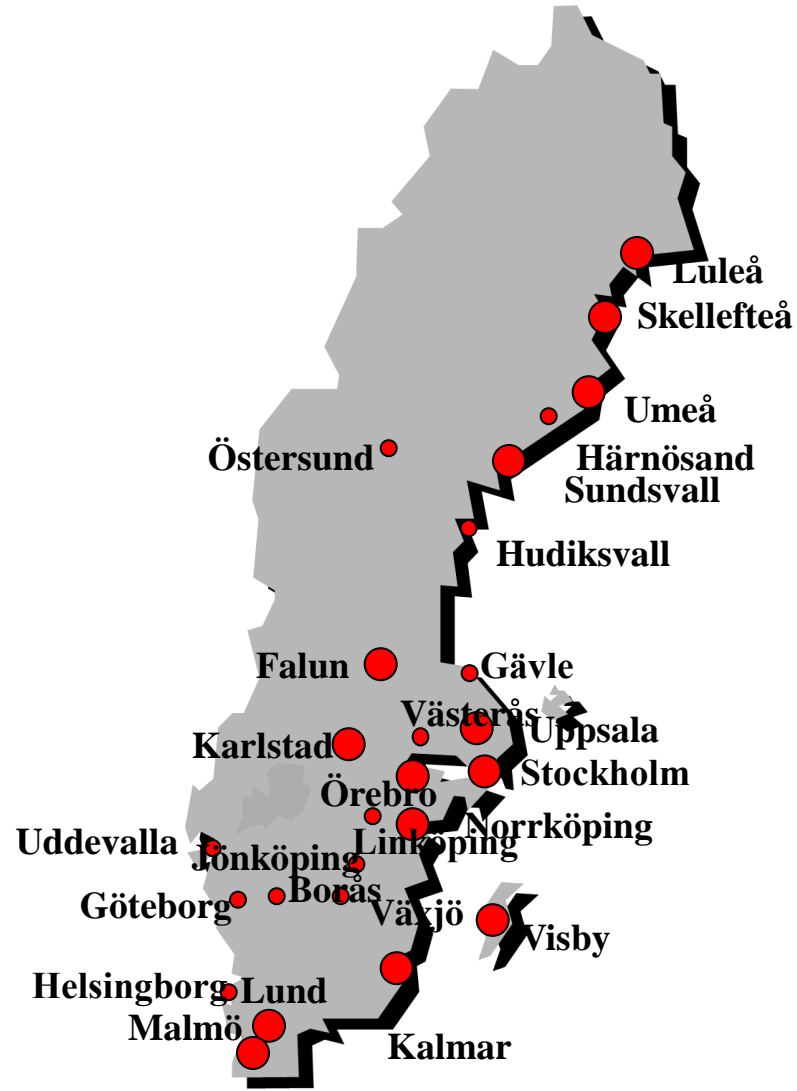 Luleå
Skellefteå
Umeå
Östersund
Härnösand
Sundsvall
Hudiksvall
Falun
Gävle
Västerås
Uppsala
Karlstad
Stockholm
Örebro
Norrköping
Uddevalla
Linköping
Jönköping
Borås
Göteborg
Växjö
Visby
Helsingborg
Lund
Malmö
Kalmar